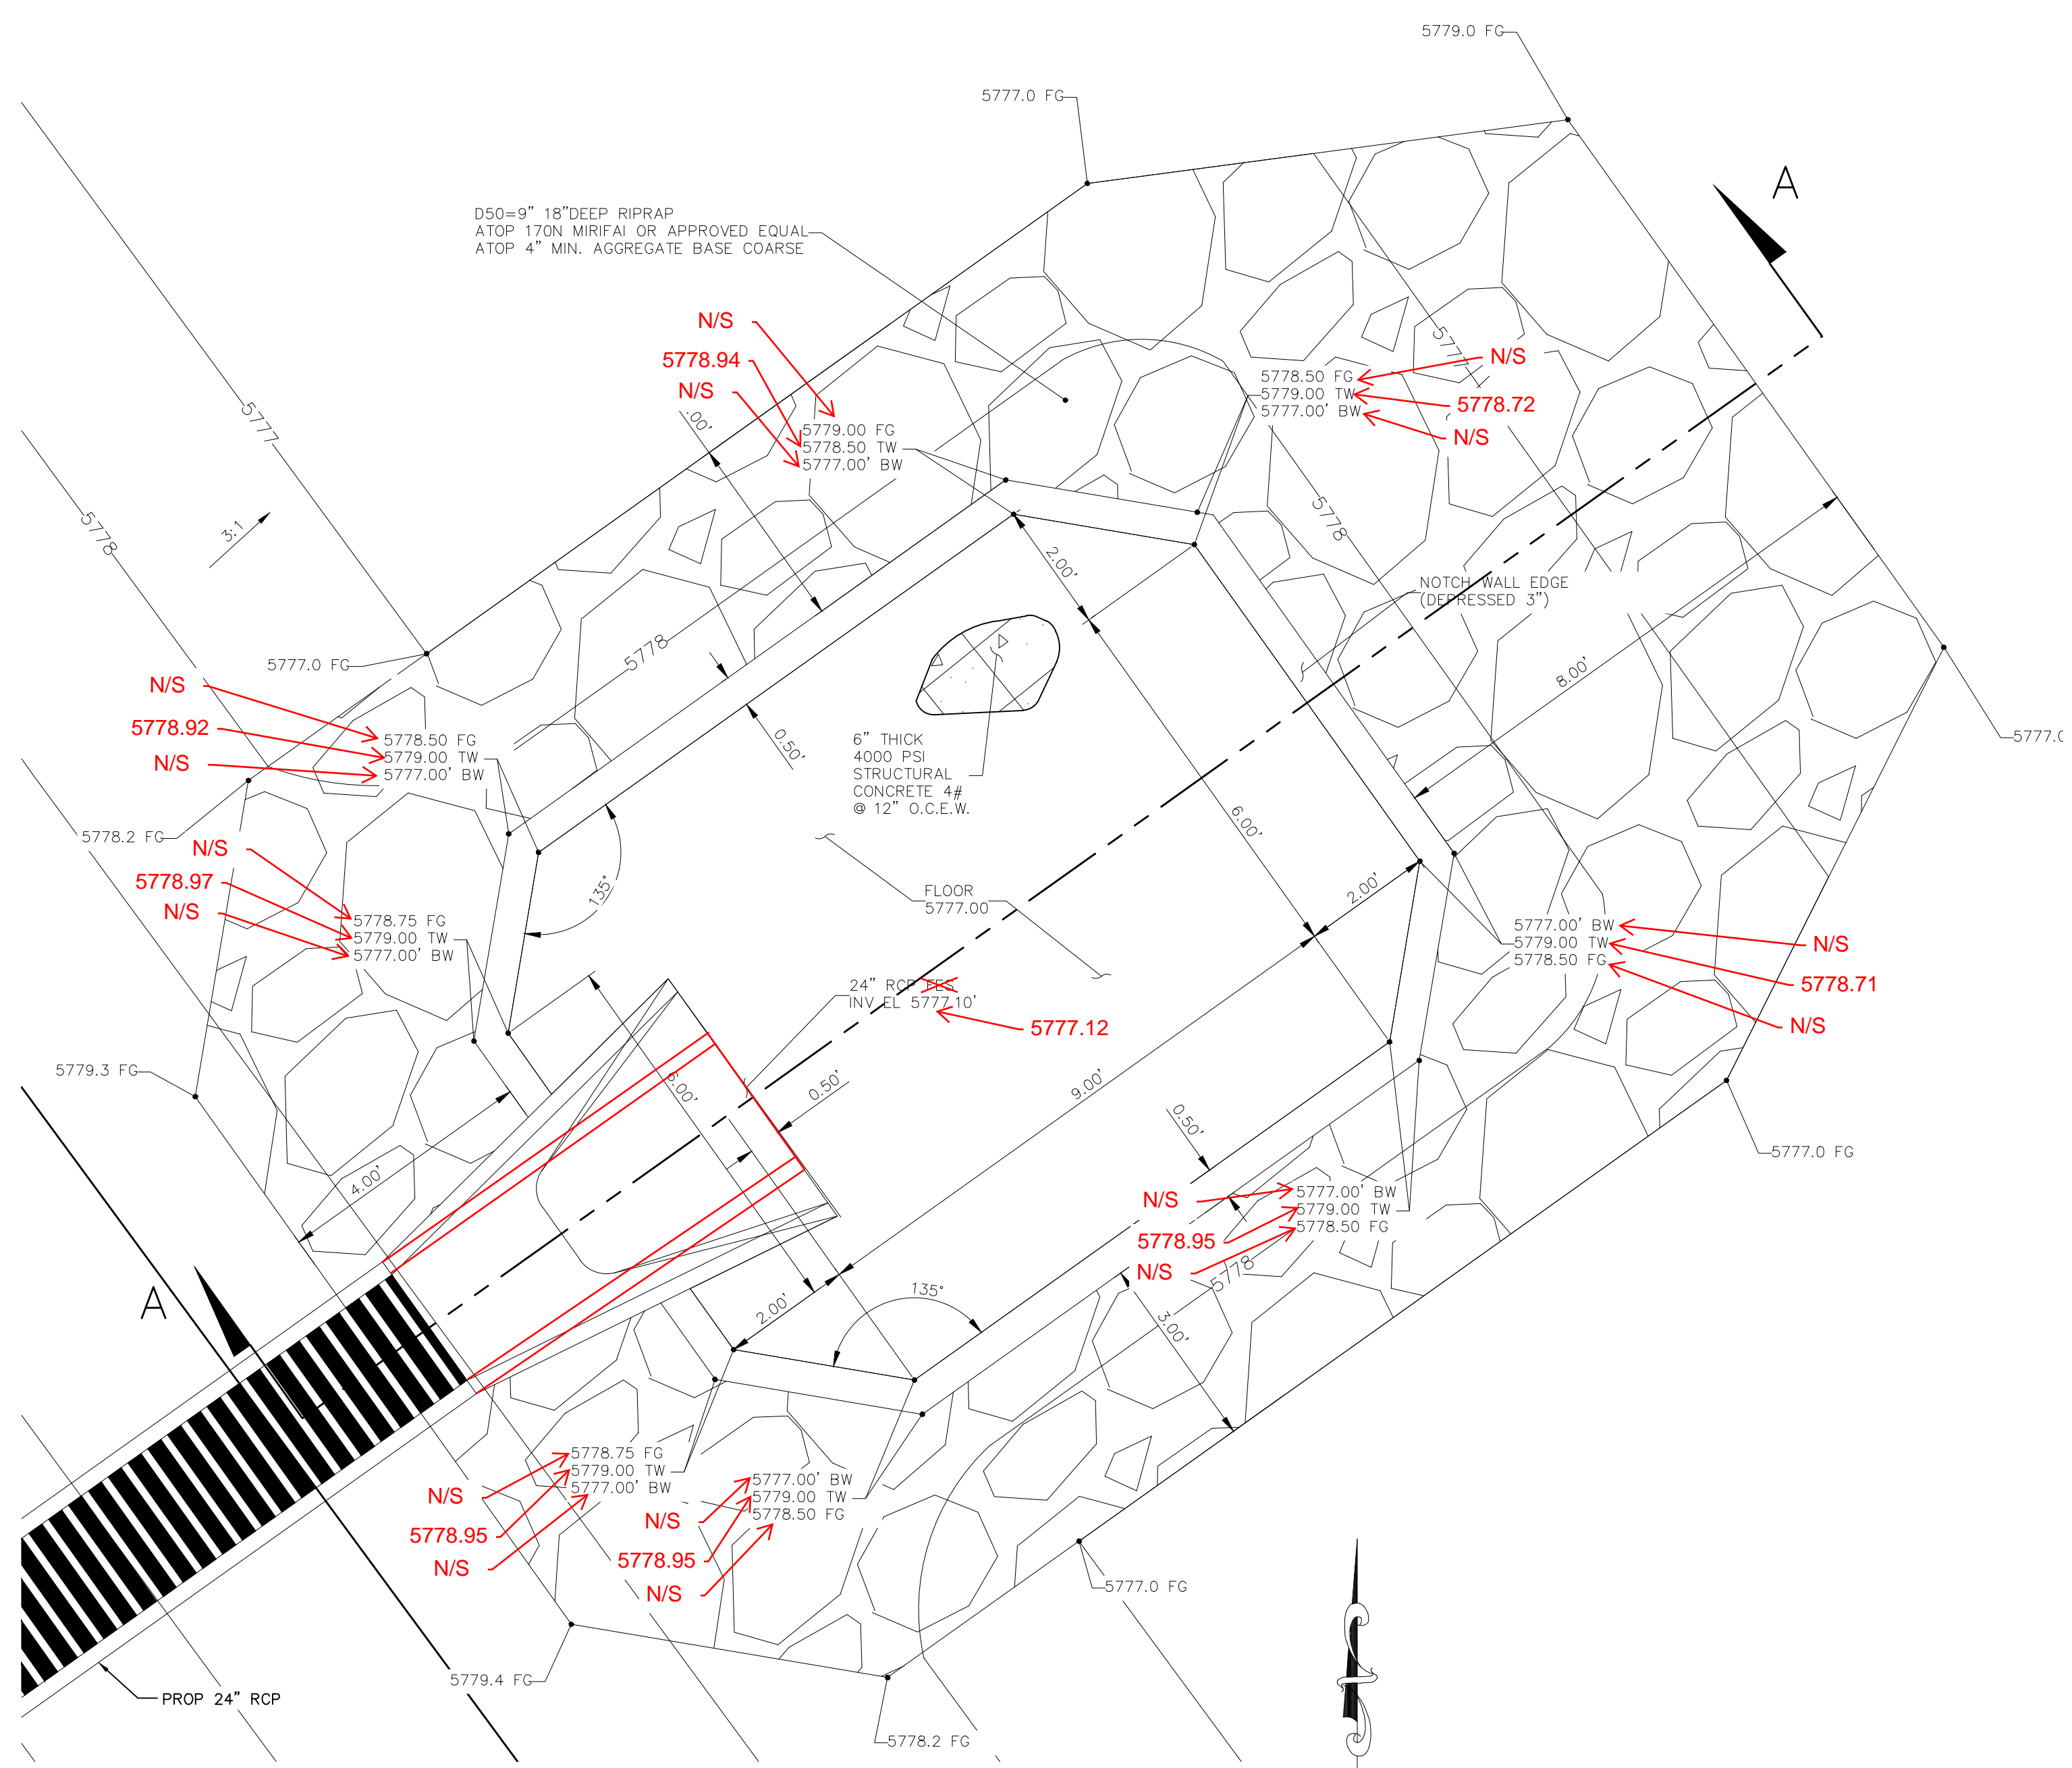 5779.0 FG
5777.0 FG
A
D50=9" 18"DEEP RIPRAP
ATOP 170N MIRIFAI OR APPROVED EQUAL
ATOP 4" MIN. AGGREGATE BASE COARSE
N/S
5778.94
N/S
.00'
5779.00 FG
5778.50 TW
5777.00' BW
5778.50 FG
5779.00 TW
5777.00' BW
N/S
5778.72
N/S
5777
5778
3:1
5778
2.00'
NOTCH WALL EDGE
(DEPRESSED 3")
8.00'
5778
5777.0 FG
N/S
5778.92
N/S
5778.50 FG
5779.00 TW
5777.00' BW
0.50'
6" THICK
4000 PSI
STRUCTURAL
CONCRETE 4#
@ 12" O.C.E.W.
6.00'
5777.0
5778.2 FG
N/S
5778.97
N/S
5778.75 FG
5779.00 TW
5777.00' BW
135°
FLOOR
5777.00
2.00'
5777.00' BW
5779.00 TW
5778.50 FG
N/S
5778.71
N/S
24" RCP FES
INV EL 5777.10'
5777.12
5779.3 FG
6.00'
0.50'
9.00'
0.50'
4.00'
5777.0 FG
N/S
5778.95
N/S
5777.00' BW
5779.00 TW
5778.50 FG
5778
A
2.00'
135°
3.00'
5778.75 FG
5779.00 TW
5777.00' BW
N/S
5778.95
N/S
5777.00' BW
5779.00 TW
5778.50 FG
N/S
5778.95
N/S
5777.0 FG
5779.4 FG
PROP 24" RCP
5778.2 FG